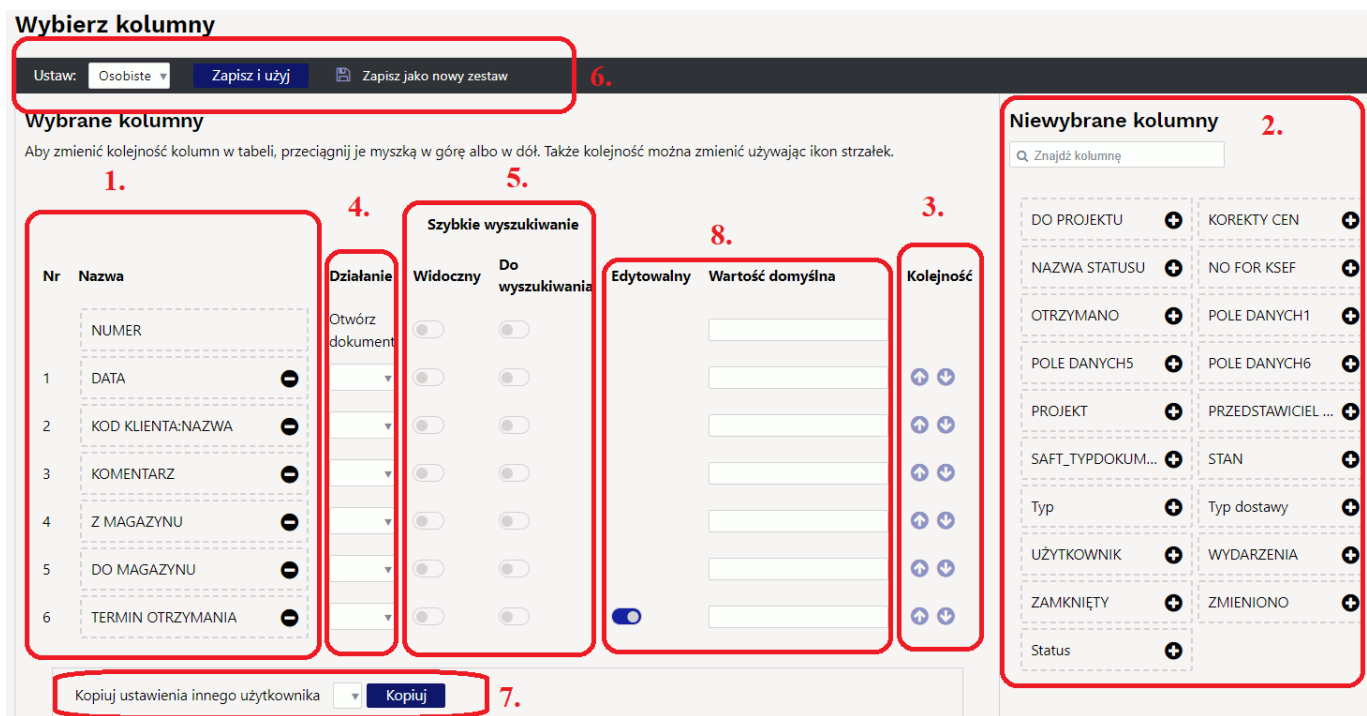 Wybierz kolumny
Ustaw: Osobiste Zapisz i użyj Zapisz jako nowy zestaw 6.
Wybrane kolumny
Aby zmienić kolejność kolumn w tabeli, przeciągnij je myszką w górę albo w dół. Także kolejność można zmienić używając ikon strzałek.
1. 4. 5. 8. 3.
Szybkie wyszukiwanie
Nr Nazwa Działanie Widoczny Do wyszukiwania Edytowalny Wartość domyślna Kolejność
NUMER Otwórz dokument
1 DATA
2 KOD KLIENTA:NAZWA
3 KOMENTARZ
4 Z MAGAZYNU
5 DO MAGAZYNU
6 TERMIN OTRZYMANIA
Kopiuj ustawienia innego użytkownika Kopiuj 7.
Niewybrane kolumny 2.
Znajdź kolumnę
DO PROJEKTU KOREKTY CEN
NAZWA STATUSU NO FOR KSEF
OTRZYMANO POLE DANYCH1
POLE DANYCH5 POLE DANYCH6
PROJEKT PRZEDSTAWICIEL ...
SAFT_TYPDOKUM... STAN
Typ Typ dostawy
UŻYTKOWNIK WYDARZENIA
ZAMKNIĘTY ZMIENIONO
Status